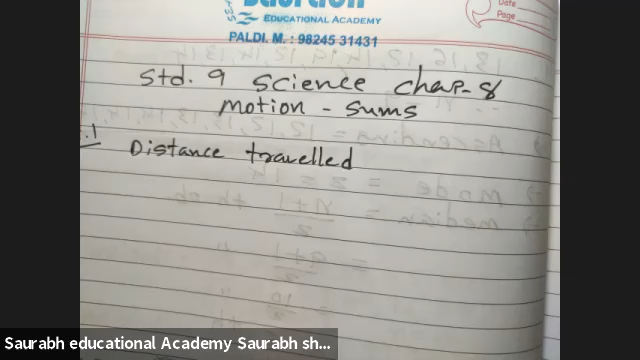 EDUCATIONAL ACADEMY
PALDI. M. : 98245 31431
Date
Page
Std. 9 Science chap-8
motion - sums
.1 Distance travelled
Saurabh educational Academy Saurabh sh...